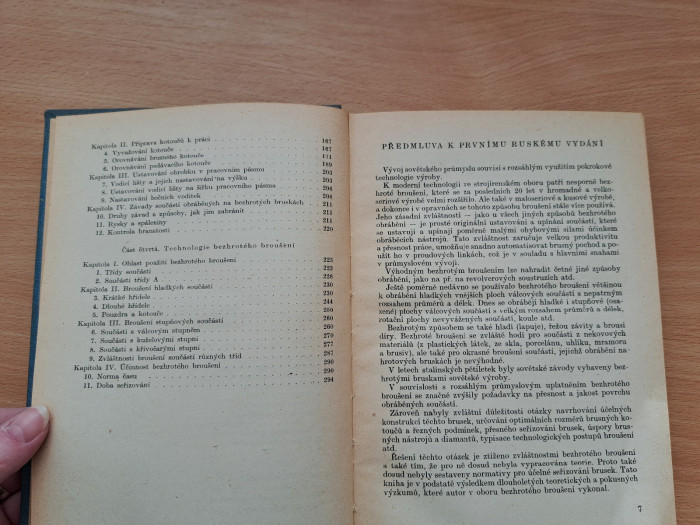 Kapitola II. Příprava kotoučů k práci 167
4. Vyvažování kotouče 167
5. Orovnávání brusného kotouče 171
6. Orovnávání podávacího kotouče 189
Kapitola III. Ustavování obrobku v pracovním pásmu 203
7. Vodicí lišty a jejich nastavování na výšku 203
8. Ustavování vodicí lišty na šířku pracovního pásma 205
9. Nastavování bočních voditek 208
Kapitola IV. Závady součástí obráběných na bezhrotých bruskách 211
10. Druhy závad a způsoby, jak jim zabránit 211
11. Rysky a spáleniny 215
12. Kontrola hranatosti 220
Část čtvrtá. Technologie bezhrotého broušení
Kapitola I. Oblast použití bezhrotého broušení 223
1. Třídy součástí 223
2. Součásti třídy A 228
Kapitola II. Broušení hladkých součástí 230
3. Krátké hřídele 230
4. Dlouhé hřídele 244
5. Pouzdra a kotouče 250
Kapitola III. Broušení stupňových součástí 260
6. Součásti s válcovým stupněm 260
7. Součásti s kuželovými stupni 270
8. Součásti s křivočarými stupni 277
9. Zvláštnosti broušení součástí různých tříd 287
Kapitola IV. Účinnost bezhrotého broušení 290
10. Norma času 290
11. Doba seřizování 294
PŘEDMLUVA K PRVNÍMU RUSKÉMU VYDÁNÍ
Vývoj sovětského průmyslu souvisí s rozsáhlým využitím pokrokové
technologie výroby.
K moderní technologii ve strojírenském oboru patří nesporně bez-
hroté broušení, které se za posledních 20 let v hromadné a velko-
seriové výrobě velmi rozšířilo. Ale také v maloseriové a kusové výrobě,
a dokonce i v opravnách se tohoto způsobu broušení stále více používá.
Jeho zásadní zvláštností — jako u všech jiných způsobů bezhrotého
obrábění — je prosté originální ustavování a upínání součástí, které
se ustavují a upínají poměrně malými ohybovými silami účinkem
obráběcích nástrojů. Tato zvláštnost zaručuje velkou produktivitu
a přesnost práce, umožňuje snadno automatisovat brusný pochod a po-
užít ho v proudových linkách, což je v souladu s hlavními snahami
v průmyslovém vývoji.
Výhodným bezhrotým broušením lze nahradit četné jiné způsoby
obrábění, jako na př. na revolverových soustruzích atd.
Ještě poměrně nedávno se používalo bezhrotého broušení většinou
k obrábění hladkých vnějších ploch válcových součástí s nepatrným
rozsahem průměrů a délek. Dnes se obrábějí i stupňovité (osa-
zené) plochy válcových součástí s velkým rozsahem průměrů a délek,
rotační plochy nevyvážených součástí, koule atd.
Bezhrotým způsobem se také hladí (lapuje), řežou závity a brousí
díry. Bezhroté broušení se zvláště hodí pro součásti z nekovových
materiálů (z plastických látek, ze skla, porcelánu, uhlíku, mramoru
a brusiv), ale také pro okrasné broušení součástí, jejichž obrábění na
hrotových bruskách je nevýhodné.
V letech stalinských pětiletek byly sovětské závody vybaveny bez-
hrotými bruskami sovětské výroby.
V souvislosti s rozsáhlým průmyslovým uplatněním bezhrotého
broušení se značně zvýšily požadavky na přesnost a jakost povrchu
obráběných součástí.
Zároveň nabyly zvláštní důležitosti otázky navrhování účelných
konstrukcí těchto brusek, určování optimálních rozměrů brusných ko-
toučů a řezných podmínek, přesného seřizování brusek, úspory brus-
ných nástrojů a diamantů, typisace technologických postupů broušení
atd.
Řešení těchto otázek je ztíženo zvláštnostmi bezhrotého broušení
a také tím, že pro ně dosud nebyla vypracována teorie. Proto také
dosud nebyly sestaveny normativy pro účelné seřizování brusek. Tato
kniha je v podstatě výsledkem dlouholetých teoretických a pokusných
výzkumů, které autor v oboru bezhrotého broušení vykonal.
7